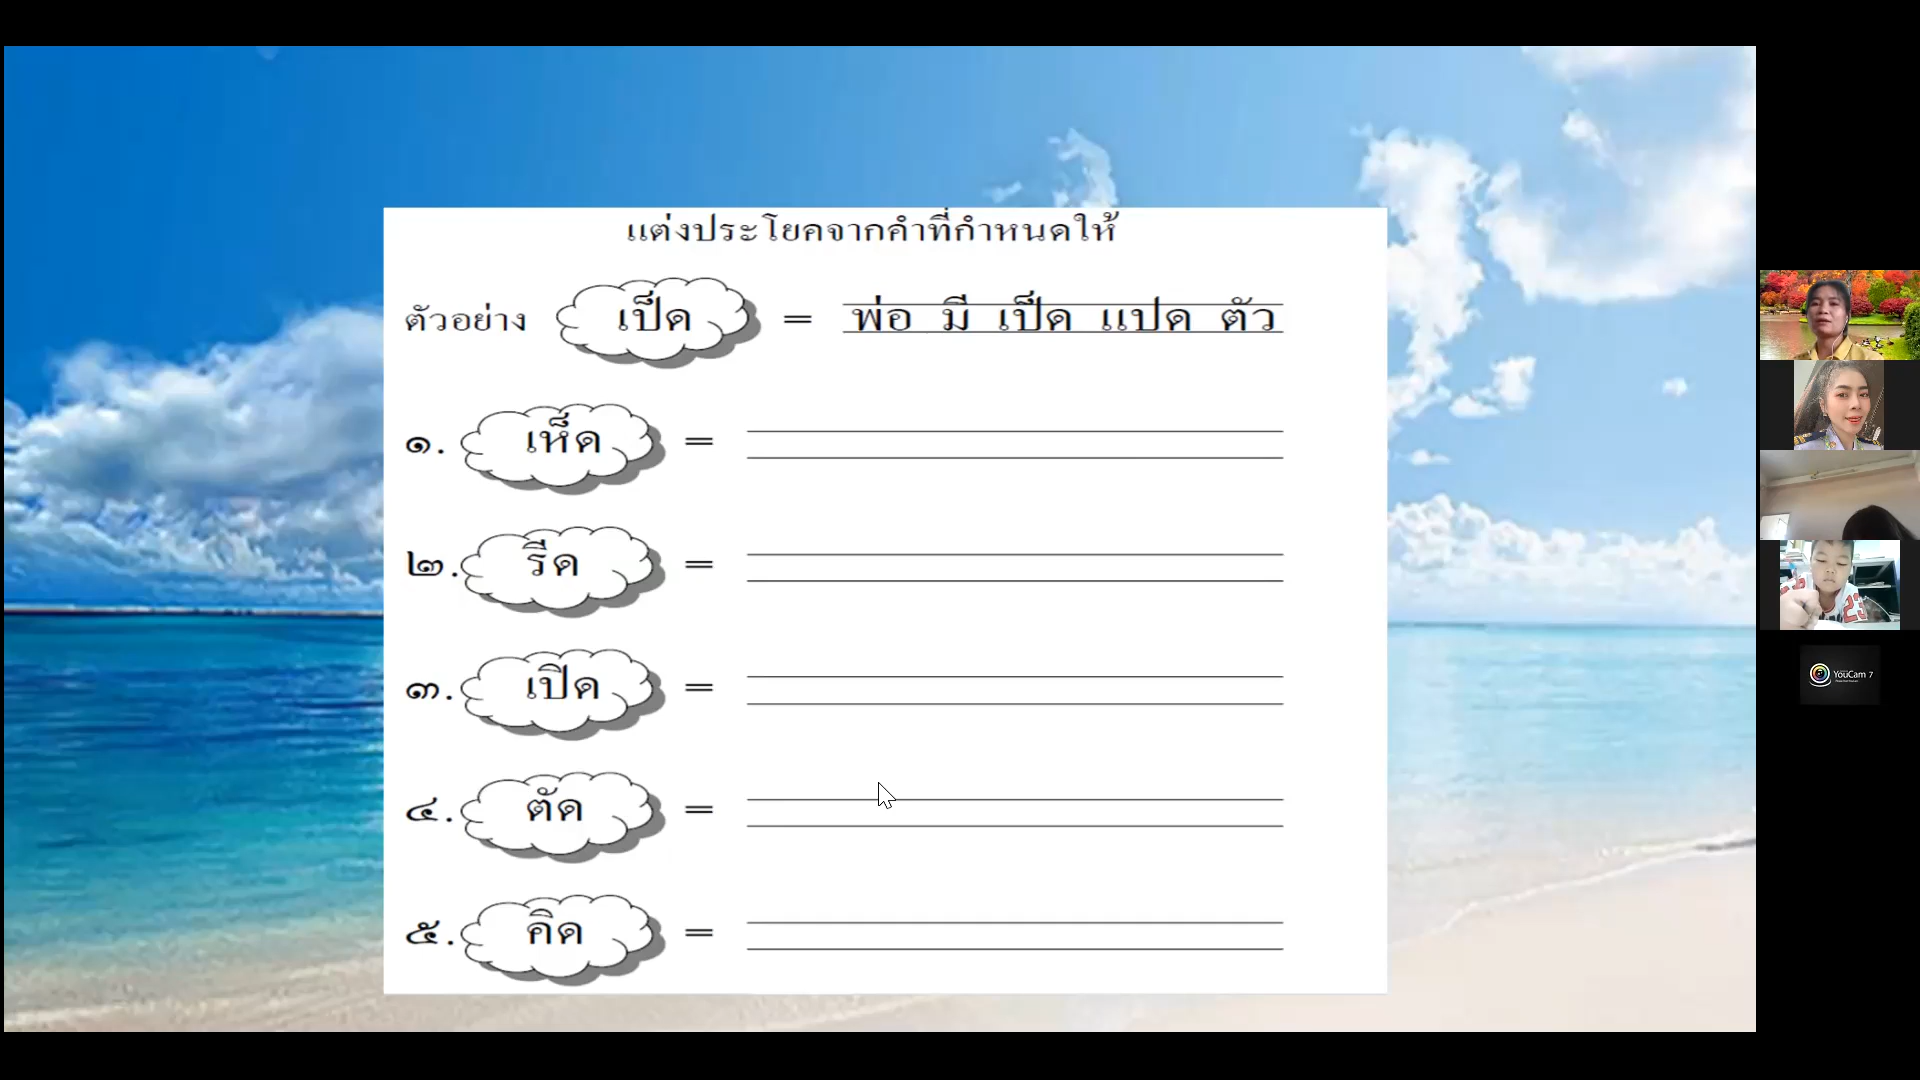 แต่งประโยคจากคำที่กำหนดให้
ตัวอย่าง เป็ด = พ่อ มี เป็ด แปด ตัว
๑. เห็ด =
๒. รีด =
๓. เปิด =
๔. ตัด =
๕. คิด =
23
YouCam 7